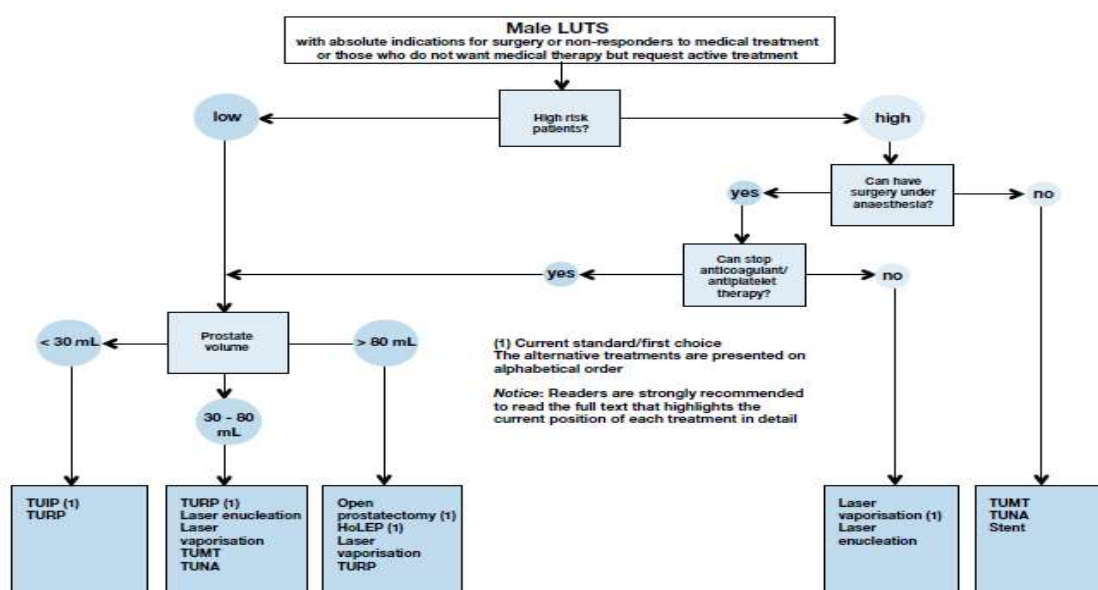 Male LUTS
with absolute indications for surgery or non-responders to medical treatment
or those who do not want medical therapy but request active treatment
low
High risk
patients?
high
Can have
surgery under
anaesthesia?
yes
no
Can stop
anticoagulant/
antiplatelet
therapy?
yes
no
Prostate
volume
< 30 mL
> 80 mL
30 - 80
mL
(1) Current standard/first choice
The alternative treatments are presented on
alphabetical order
Notice: Readers are strongly recommended
to read the full text that highlights the
current position of each treatment in detail
TUIP (1)
TURP
TURP (1)
Laser enucleation
Laser
vaporisation
TUMT
TUNA
Open
prostatectomy (1)
HoLEP (1)
Laser
vaporisation
TURP
Laser
vaporisation (1)
Laser
enucleation
TUMT
TUNA
Stent